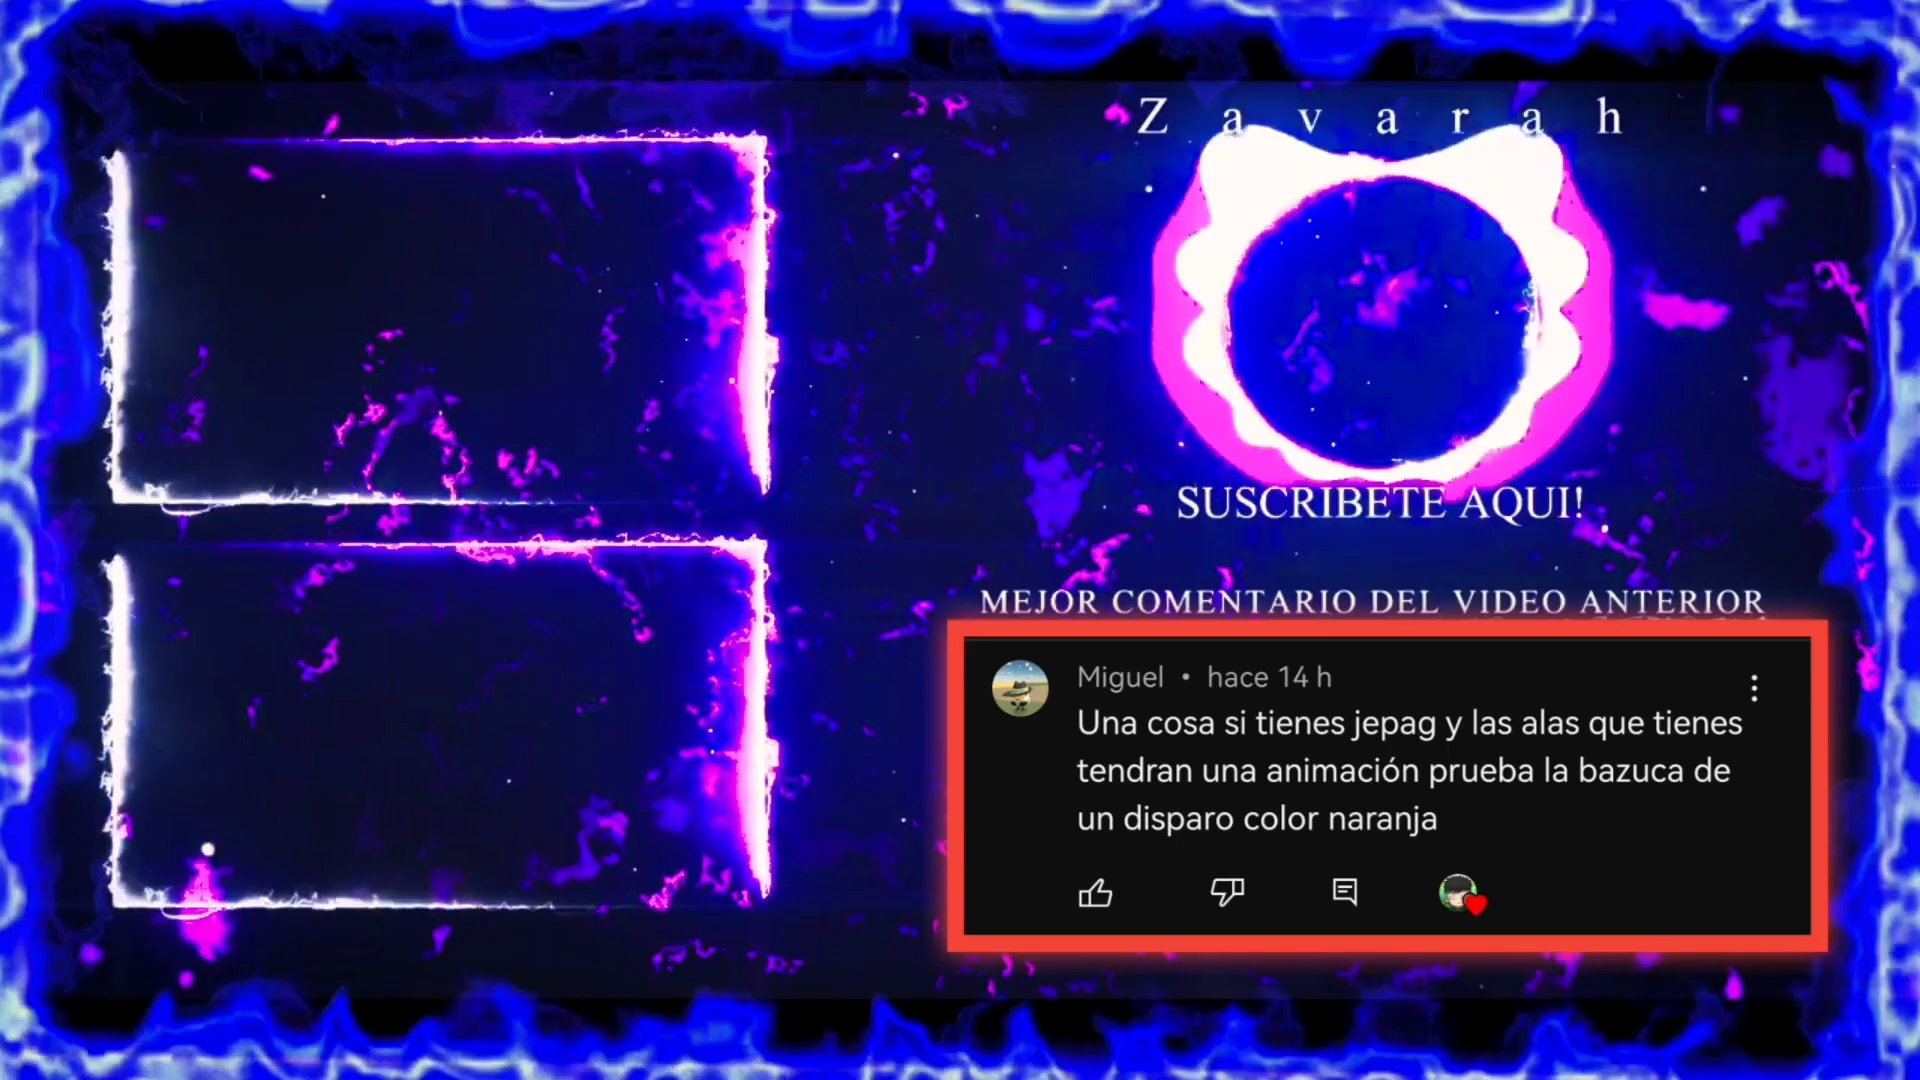 Zavarah
SUSCRIBETE AQUI!
MEJOR COMENTARIO DEL VIDEO ANTERIOR
Miguel • hace 14 h
Una cosa si tienes jepag y las alas que tienes
tendran una animación prueba la bazuca de
un disparo color naranja